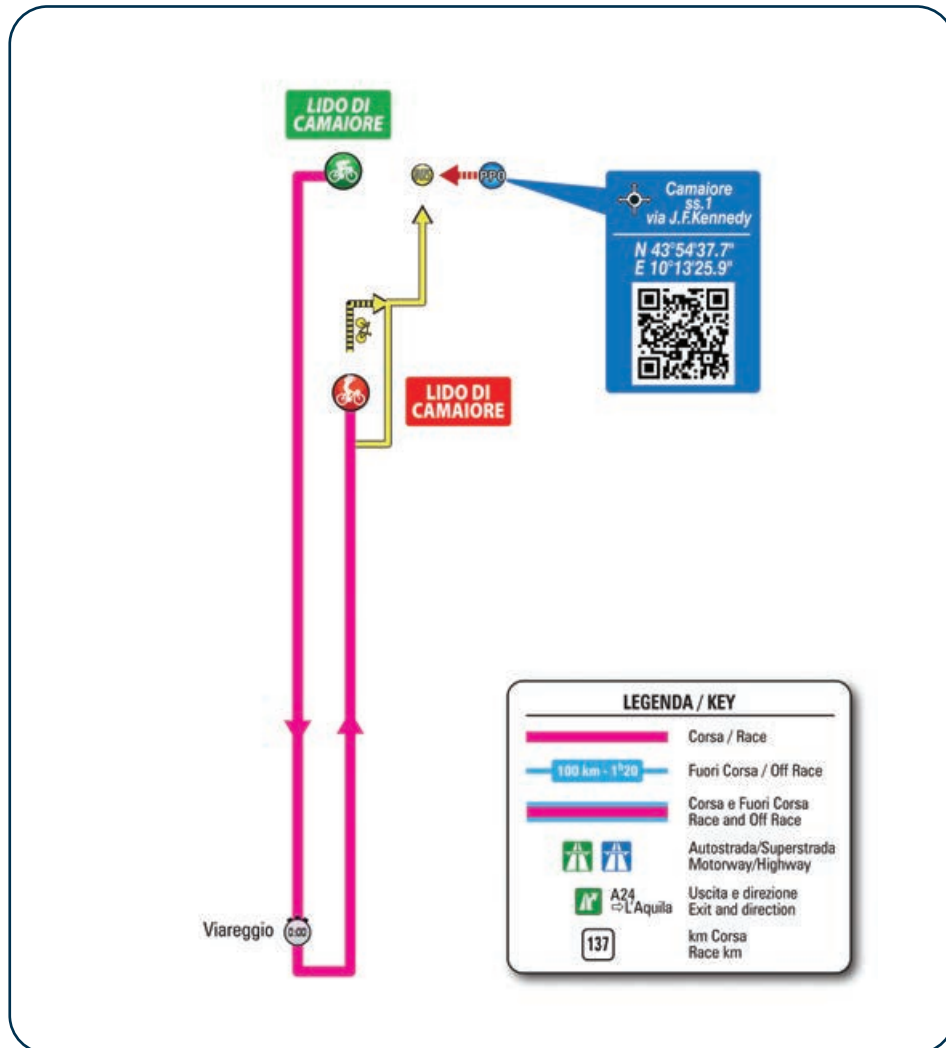 LIDO DI
CAMAIORE
PPO
Camaiore
ss.1
via J.F.Kennedy
N 43°54'37.7"
E 10°13'25.9"
LIDO DI
CAMAIORE
Viareggio
0:00
LEGENDA / KEY
Corsa / Race
100 km - 1h20
Fuori Corsa / Off Race
Corsa e Fuori Corsa
Race and Off Race
Autostrada/Superstrada
Motorway/Highway
A24
⇨L'Aquila
Uscita e direzione
Exit and direction
137
km Corsa
Race km